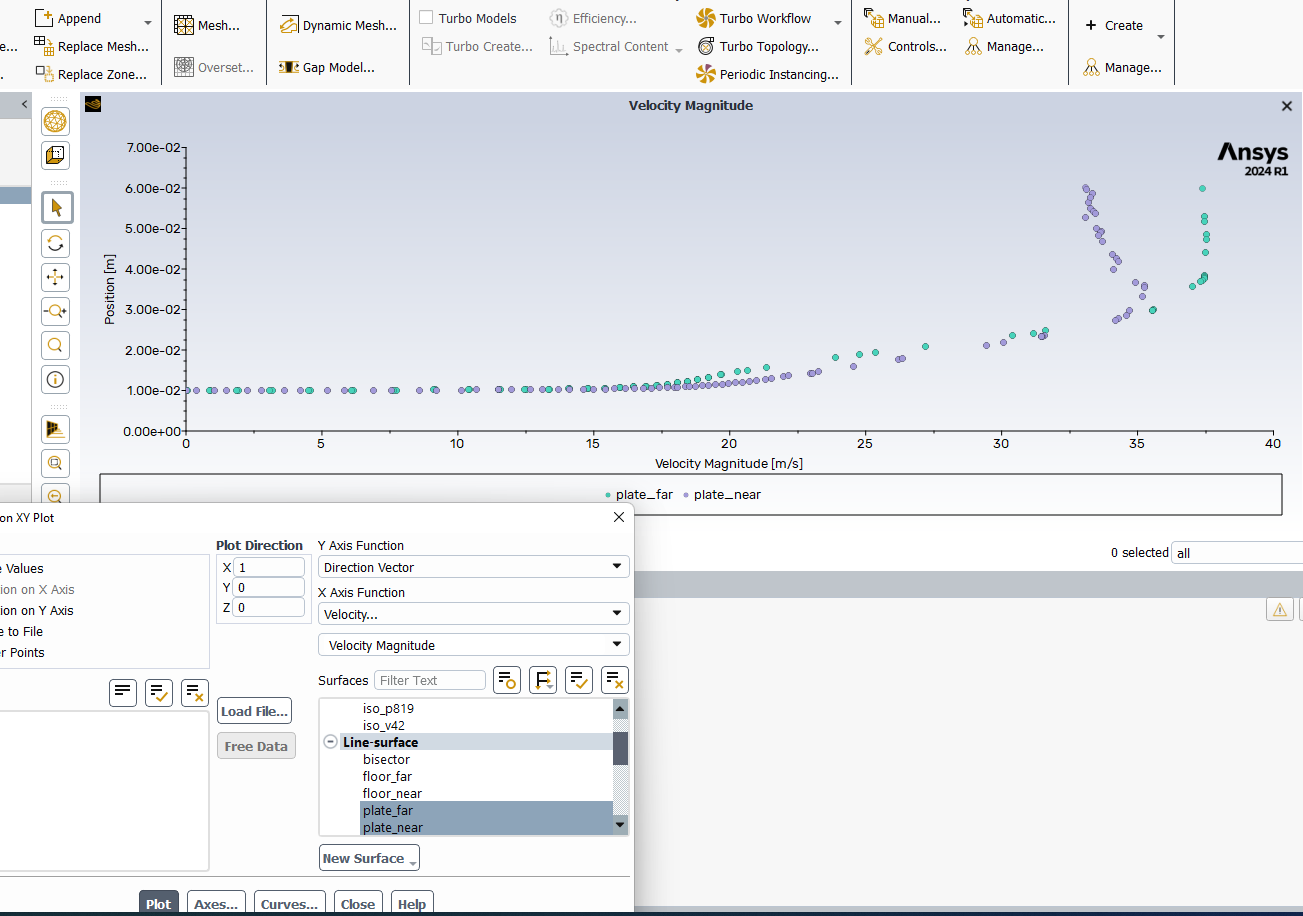 Append
Replace Mesh...
Replace Zone...
Mesh...
Overset...
Dynamic Mesh...
Gap Model...
Turbo Models
Turbo Create...
Efficiency...
Spectral Content
Turbo Workflow
Turbo Topology...
Periodic Instancing...
Manual...
Controls...
Automatic...
Manage...
Create
Manage...
Velocity Magnitude
Ansys
2024 R1
7.00e-02
6.00e-02
5.00e-02
4.00e-02
3.00e-02
2.00e-02
1.00e-02
0.00e+00
Position [m]
0 5 10 15 20 25 30 35 40
Velocity Magnitude [m/s]
plate_far plate_near
0 selected all
on XY Plot
e Values
ion on X Axis
ion on Y Axis
e to File
r Points
Plot Direction
X 1
Y 0
Z 0
Load File...
Free Data
Y Axis Function
Direction Vector
X Axis Function
Velocity...
Velocity Magnitude
Surfaces Filter Text
iso_p819
iso_v42
Line-surface
bisector
floor_far
floor_near
plate_far
plate_near
New Surface
Plot Axes... Curves... Close Help